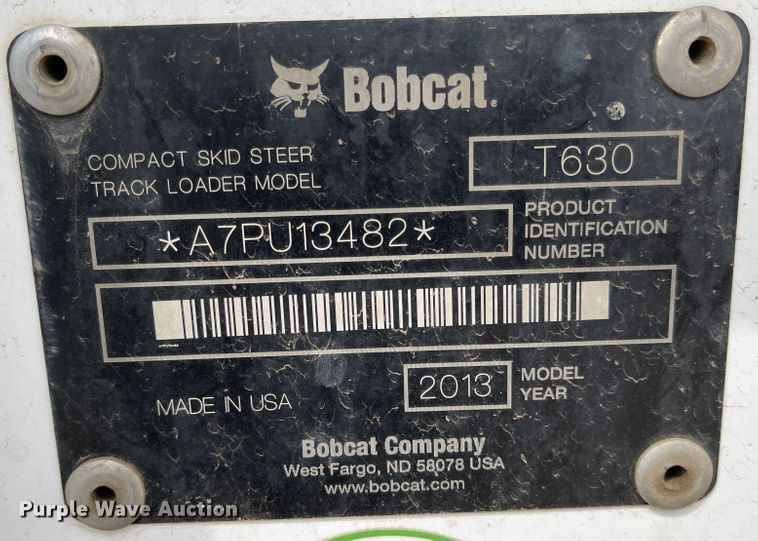 Bobcat®
COMPACT SKID STEER
TRACK LOADER MODEL
T630
*A7PU13482*
PRODUCT
IDENTIFICATION
NUMBER
MADE IN USA
2013
MODEL
YEAR
Bobcat Company
West Fargo, ND 58078 USA
www.bobcat.com
Purple Wave Auction